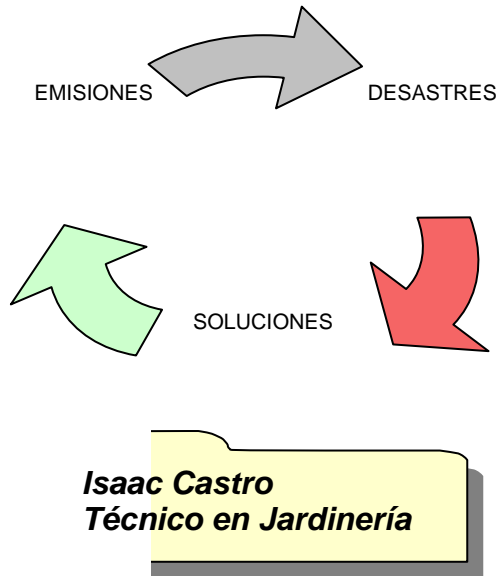 EMISIONES
DESASTRES
SOLUCIONES
Isaac Castro
Técnico en Jardinería